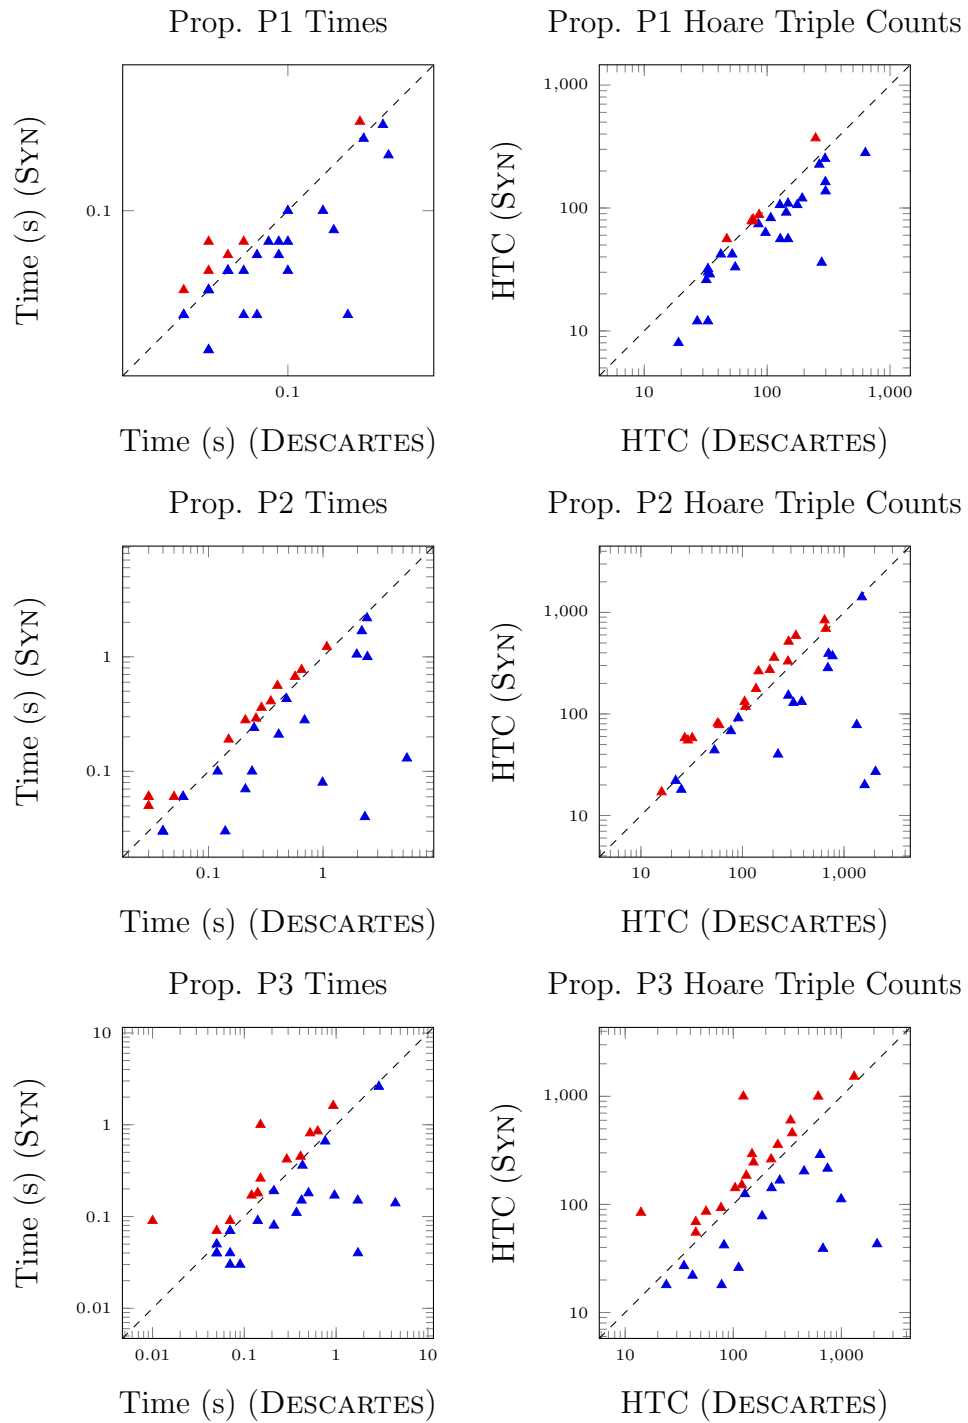 Prop. P1 Times
Prop. P1 Hoare Triple Counts
Time (s) (SYN)
0.1
0.1
Time (s) (DESCARTES)
HTC (SYN)
1,000
100
10
10
100
1,000
HTC (DESCARTES)
Prop. P2 Times
Prop. P2 Hoare Triple Counts
Time (s) (SYN)
1
0.1
0.1
1
Time (s) (DESCARTES)
HTC (SYN)
1,000
100
10
10
100
1,000
HTC (DESCARTES)
Prop. P3 Times
Prop. P3 Hoare Triple Counts
Time (s) (SYN)
10
1
0.1
0.01
0.01
0.1
1
10
Time (s) (DESCARTES)
HTC (SYN)
1,000
100
10
10
100
1,000
HTC (DESCARTES)